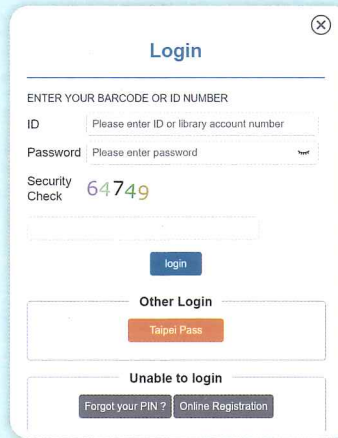 Login
ENTER YOUR BARCODE OR ID NUMBER
ID Please enter ID or library account number
Password Please enter password
Security
Check 64749
login
Other Login
Taipei Pass
Unable to login
Forgot your PIN ? Online Registration